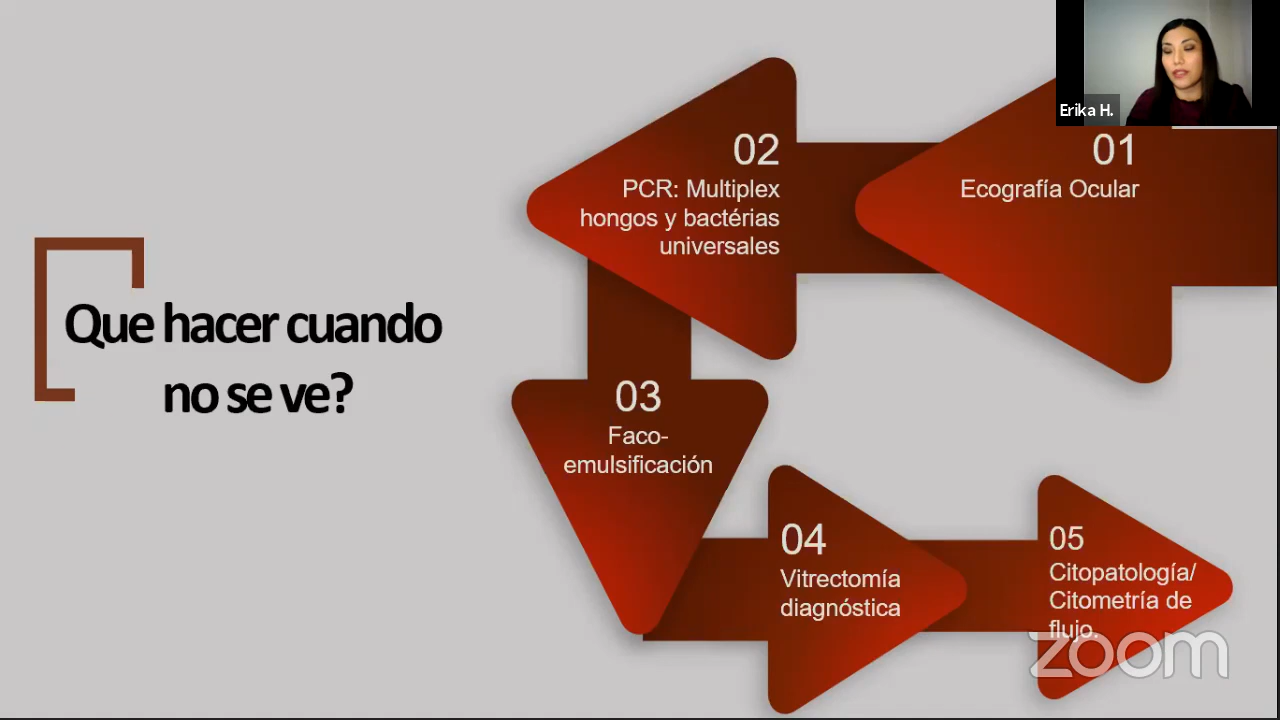 Erika H.
Que hacer cuando
no se ve?
01
Ecografía Ocular
02
PCR: Multiplex
hongos y bactérias
universales
03
Faco-
emulsificación
04
Vitrectomía
diagnóstica
05
Citopatología/
Citometría de
flujo.
zoom